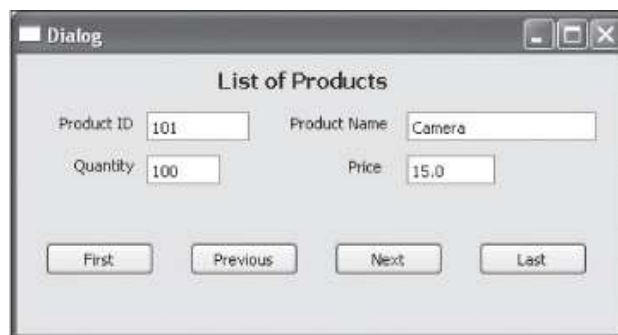 Dialog
List of Products
Product ID 101 Product Name Camera
Quantity 100 Price 15.0
First Previous Next Last